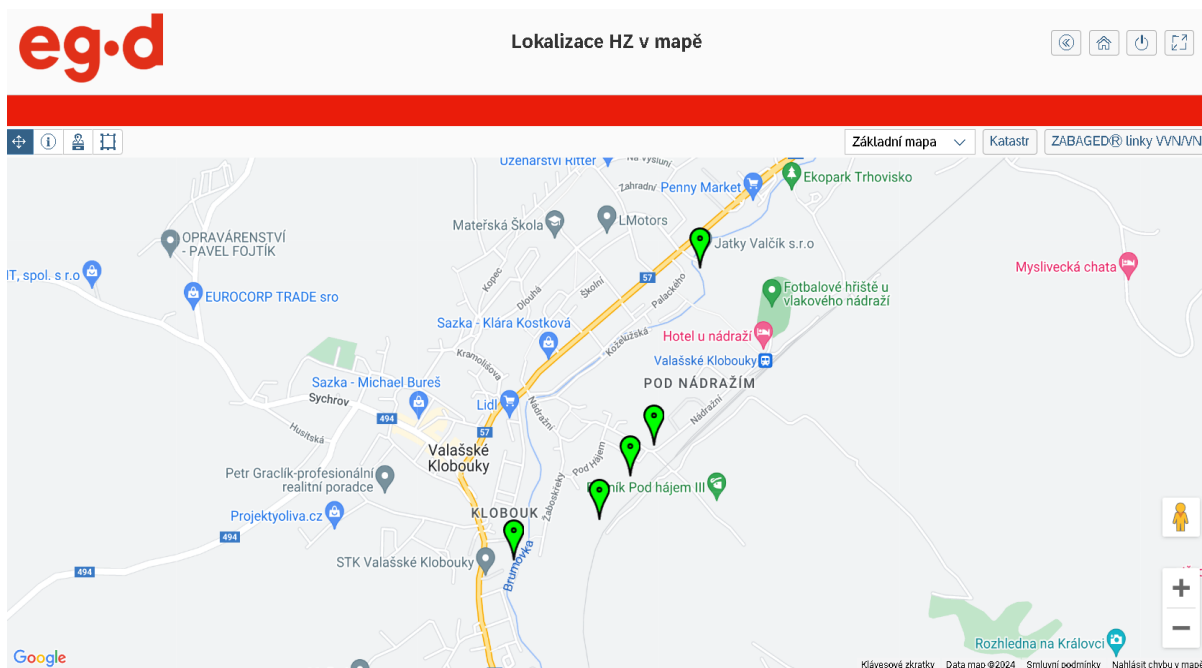 eg·d
Lokalizace HZ v mapě
Základní mapa
Katastr
ZABAGED® linky VVN/VN
Uzenářství Ritter
Na Výsluní
Ekopark Trhovisko
Zahradní
Penny Market
LMotors
Mateřská Škola
OPRAVÁRENSTVÍ
- PAVEL FOJTÍK
Jatky Valčík s.r.o
Myslivecká chata
IT, spol. s r.o
Kopec
57
Školní
Palackého
EUROCORP TRADE sro
Dlouhá
Fotbalové hřiště u
vlakového nádraží
Sazka - Klára Kostková
Koželužská
Hotel u nádraží
Kramolišova
Valašské Klobouky
POD NÁDRAŽÍM
Sazka - Michael Bureš
Sychrov
Lidl
Nádražní
Nádražní
494
57
Husitská
Valašské
Klobouky
Pod Hájem
Petr Graclík-profesionální
realitní poradce
Žabosřeky
ník Pod hájem III
Projektyoliva.cz
KLOBOUK
494
STK Valašské Klobouky
Brumovka
494
Rozhledna na Královci
Google
Klávesové zkratky
Data map ©2024
Smluvní podmínky
Nahlásit chybu v mapě